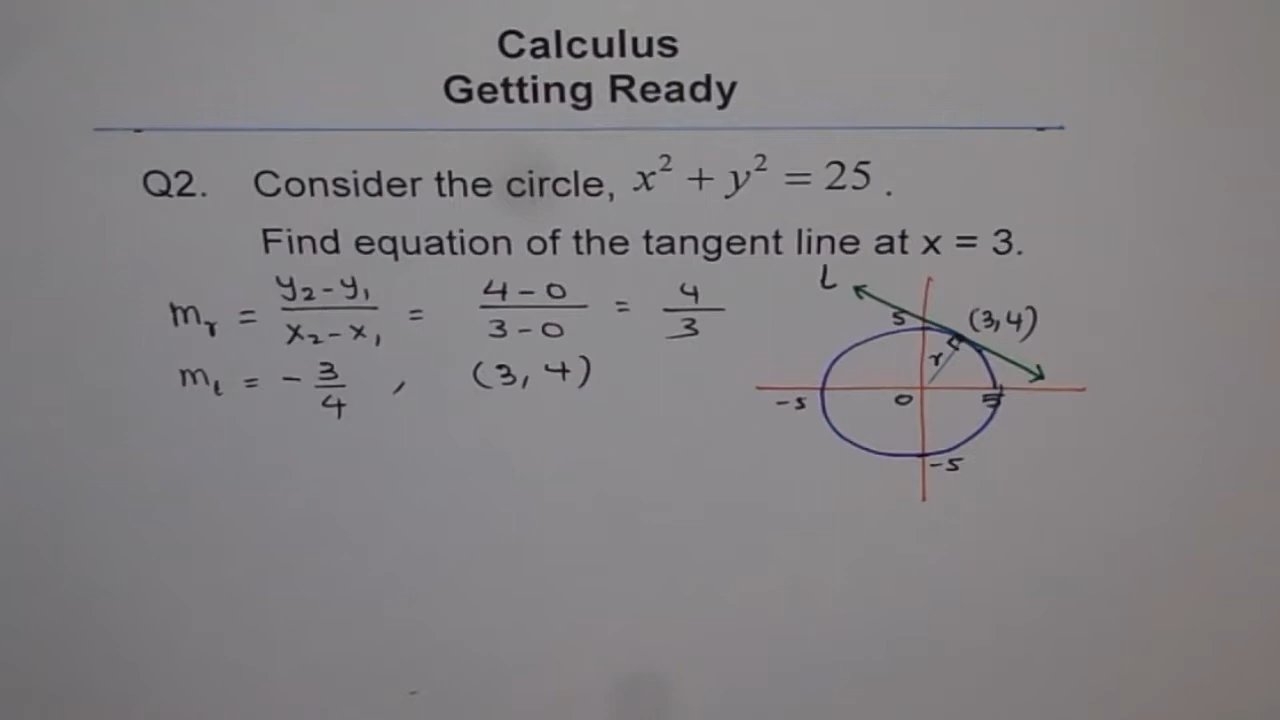 Calculus
Getting Ready
Q2. Consider the circle, x² + y² = 25 .
Find equation of the tangent line at x = 3.
m_r = (y₂ - y₁)/(x₂ - x₁) = (4 - 0)/(3 - 0) = 4/3
m_L = - 3/4 , (3, 4)
L
5
(3, 4)
r
-5
0
5
-5